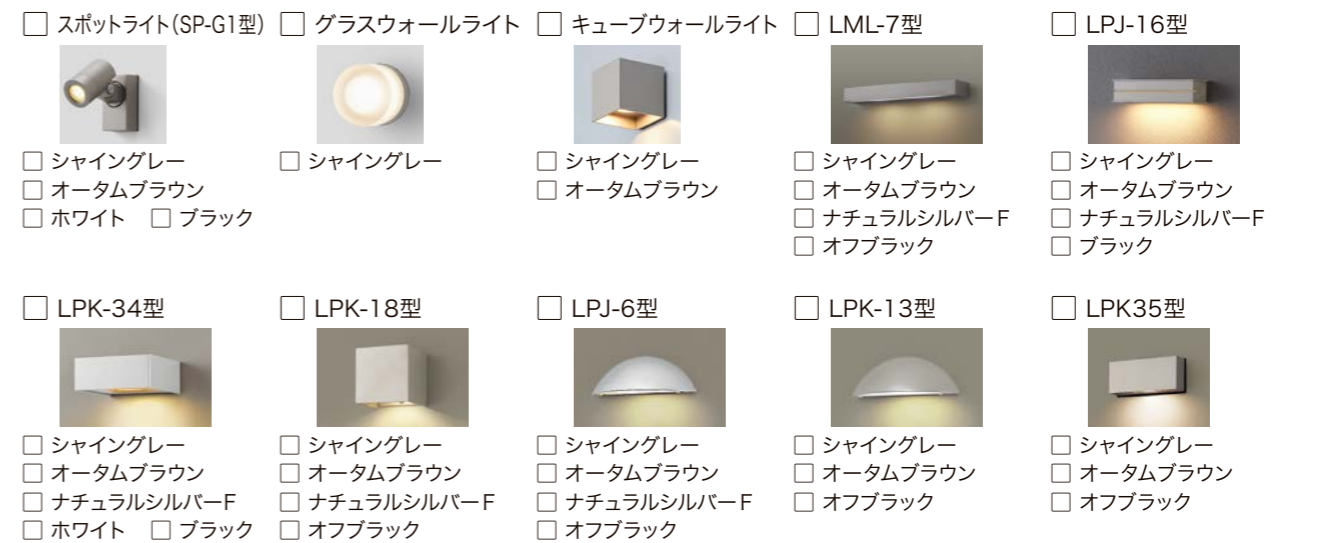 □ スポットライト（SP-G1型） □ グラスウォールライト □ キューブウォールライト □ LML-7型 □ LPJ-16型
□ シャイングレー □ シャイングレー □ シャイングレー □ シャイングレー □ シャイングレー
□ オータムブラウン □ オータムブラウン □ オータムブラウン □ オータムブラウン
□ ホワイト □ ブラック □ ナチュラルシルバーF □ ナチュラルシルバーF
□ オフブラック □ ブラック
□ LPK-34型 □ LPK-18型 □ LPJ-6型 □ LPK-13型 □ LPK35型
□ シャイングレー □ シャイングレー □ シャイングレー □ シャイングレー □ シャイングレー
□ オータムブラウン □ オータムブラウン □ オータムブラウン □ オータムブラウン □ オータムブラウン
□ ナチュラルシルバーF □ ナチュラルシルバーF □ ナチュラルシルバーF □ オフブラック □ オフブラック
□ ホワイト □ ブラック □ オフブラック □ オフブラック